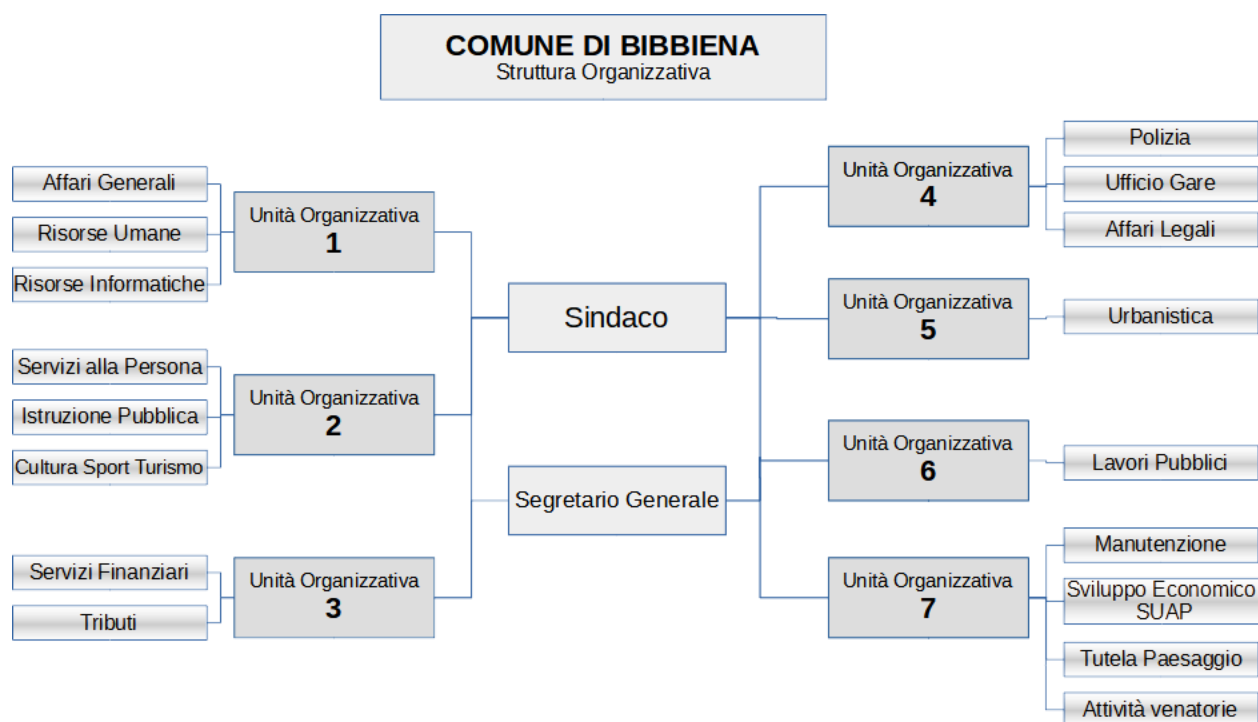 COMUNE DI BIBBIENA
Struttura Organizzativa
Affari Generali
Risorse Umane
Risorse Informatiche
Unità Organizzativa
1
Servizi alla Persona
Istruzione Pubblica
Cultura Sport Turismo
Unità Organizzativa
2
Servizi Finanziari
Tributi
Unità Organizzativa
3
Sindaco
Segretario Generale
Unità Organizzativa
4
Polizia
Ufficio Gare
Affari Legali
Unità Organizzativa
5
Urbanistica
Unità Organizzativa
6
Lavori Pubblici
Unità Organizzativa
7
Manutenzione
Sviluppo Economico
SUAP
Tutela Paesaggio
Attività venatorie